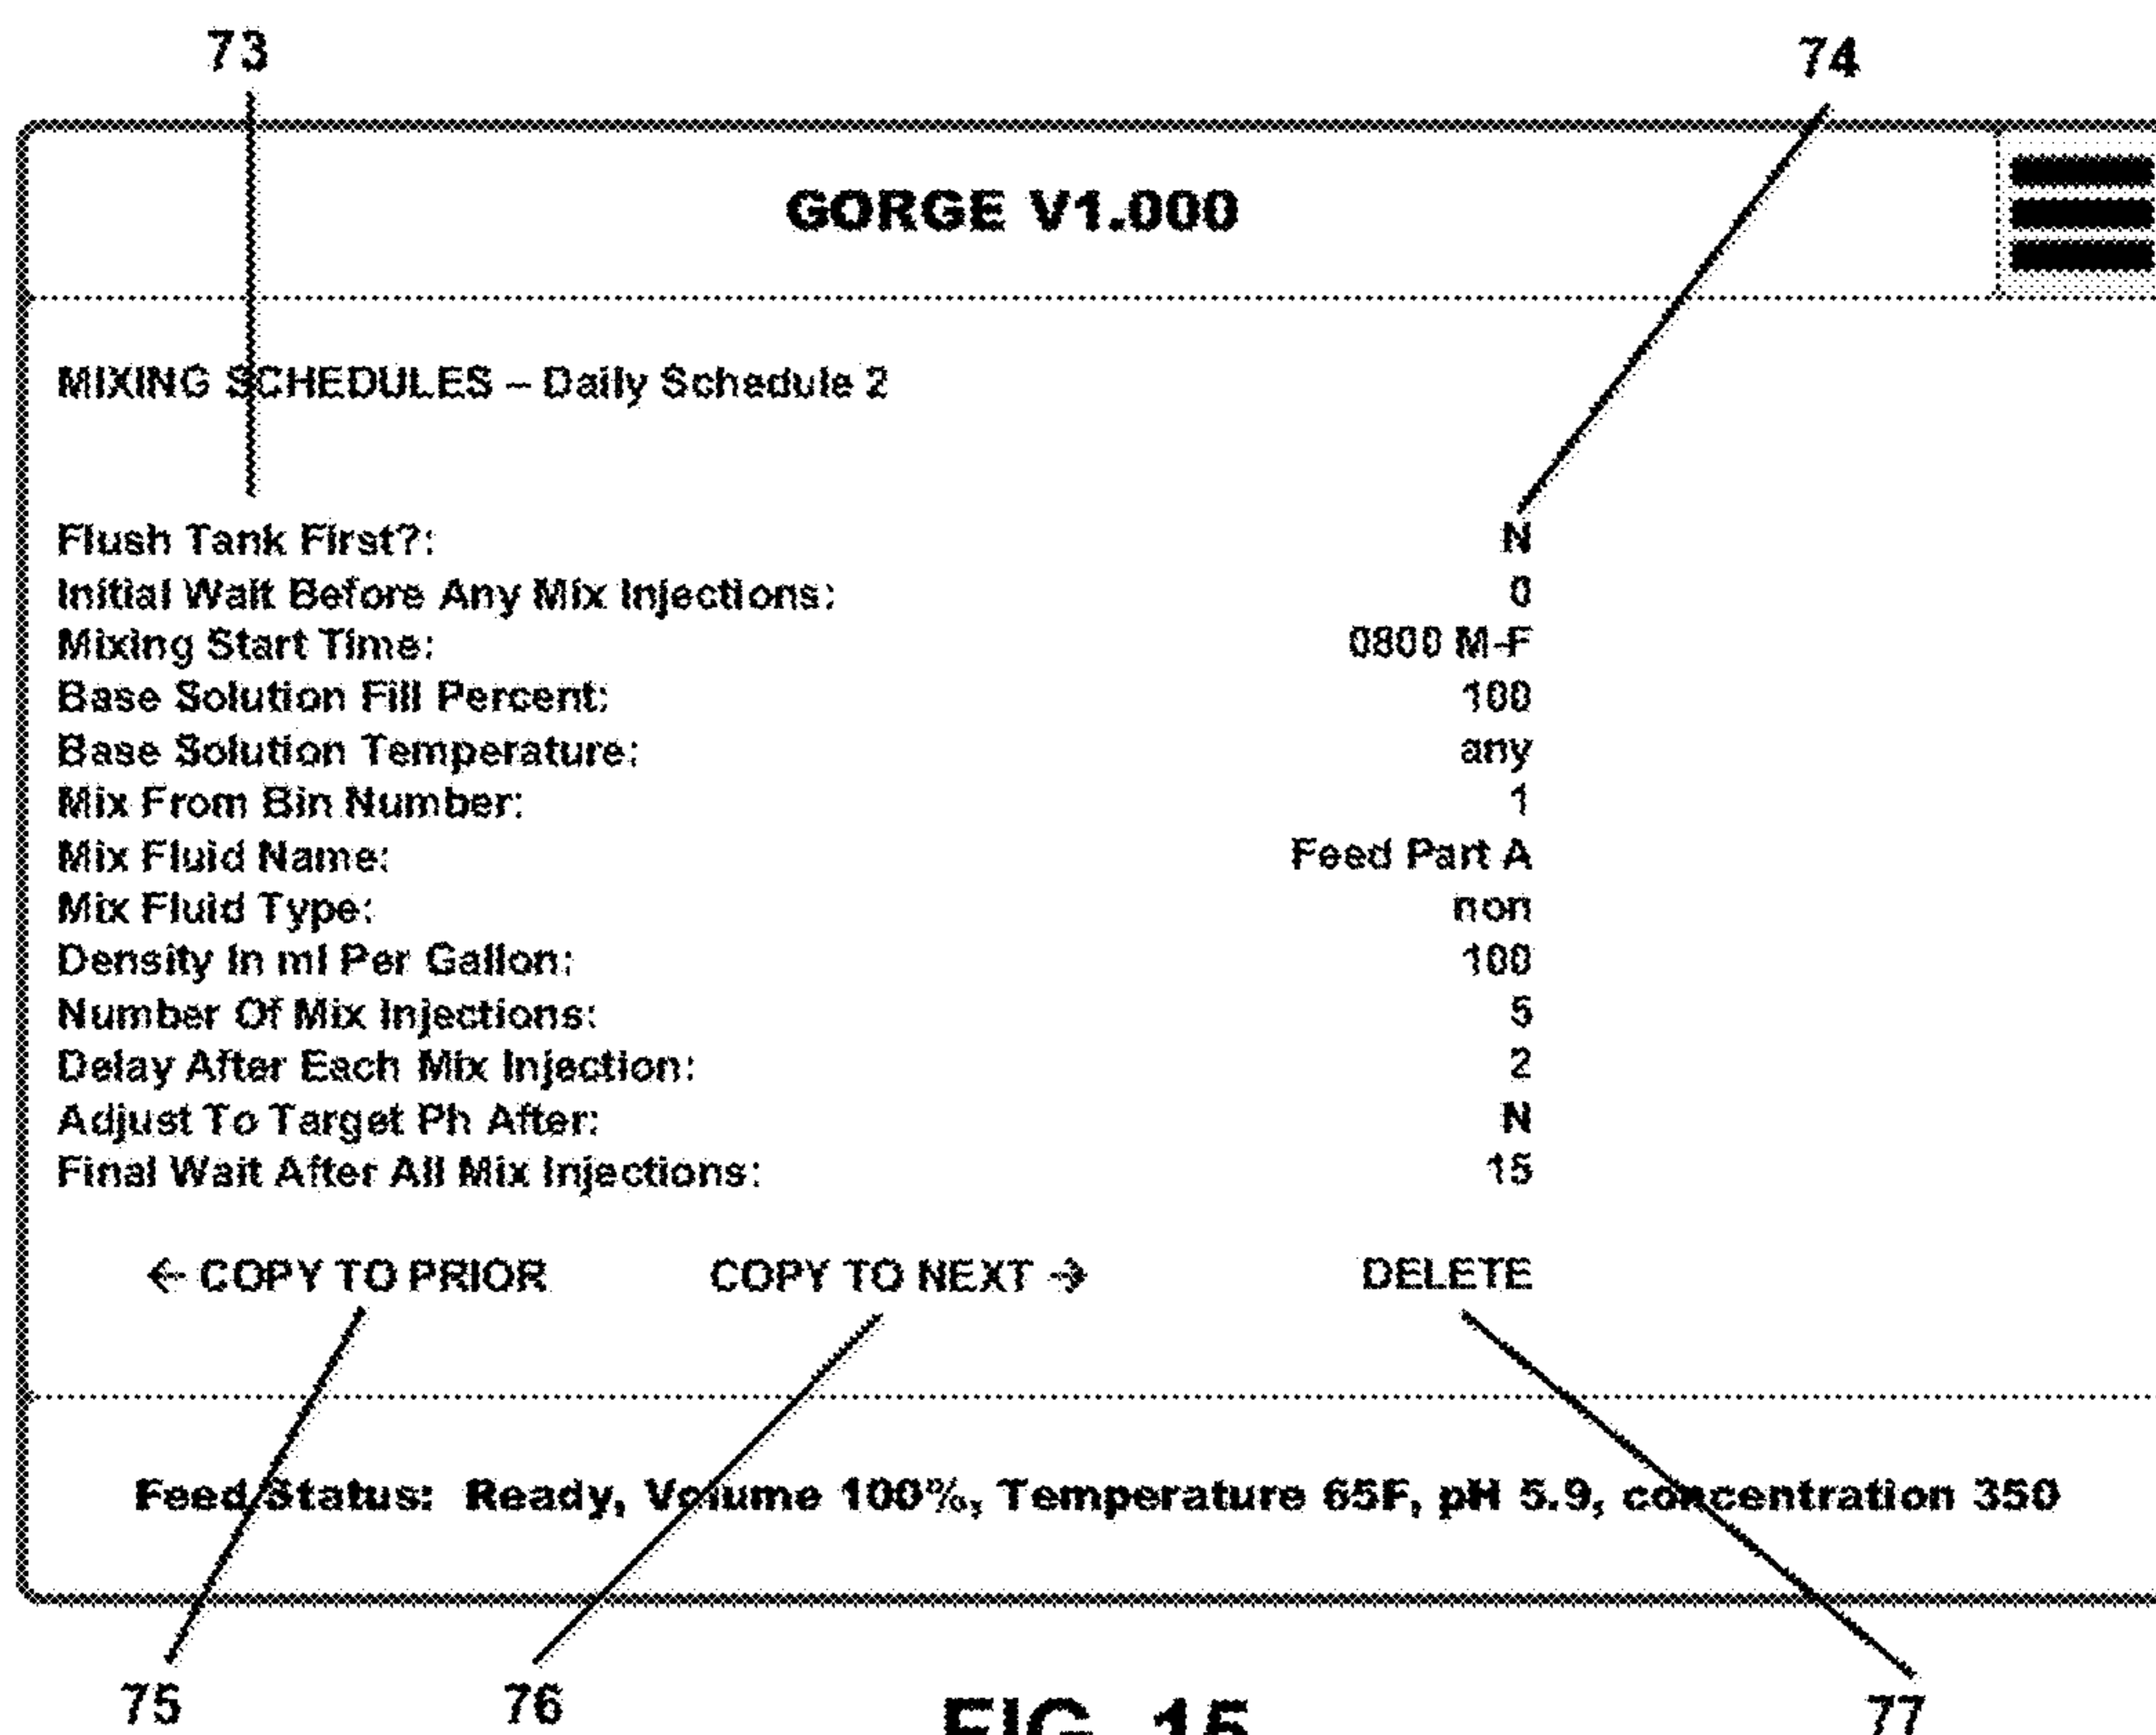 73 74
GORGE V1.000
MIXING SCHEDULES – Daily Schedule 2
Flush Tank First?: N
Initial Wait Before Any Mix Injections: 0
Mixing Start Time: 0800 M-F
Base Solution Fill Percent: 100
Base Solution Temperature: any
Mix From Bin Number: 1
Mix Fluid Name: Feed Part A
Mix Fluid Type: non
Density In ml Per Gallon: 100
Number Of Mix Injections: 5
Delay After Each Mix Injection: 2
Adjust To Target Ph After: N
Final Wait After All Mix Injections: 15
← COPY TO PRIOR COPY TO NEXT → DELETE
Feed Status: Ready, Volume 100%, Temperature 65F, pH 5.9, concentration 350
75 76 77
FIG. 15